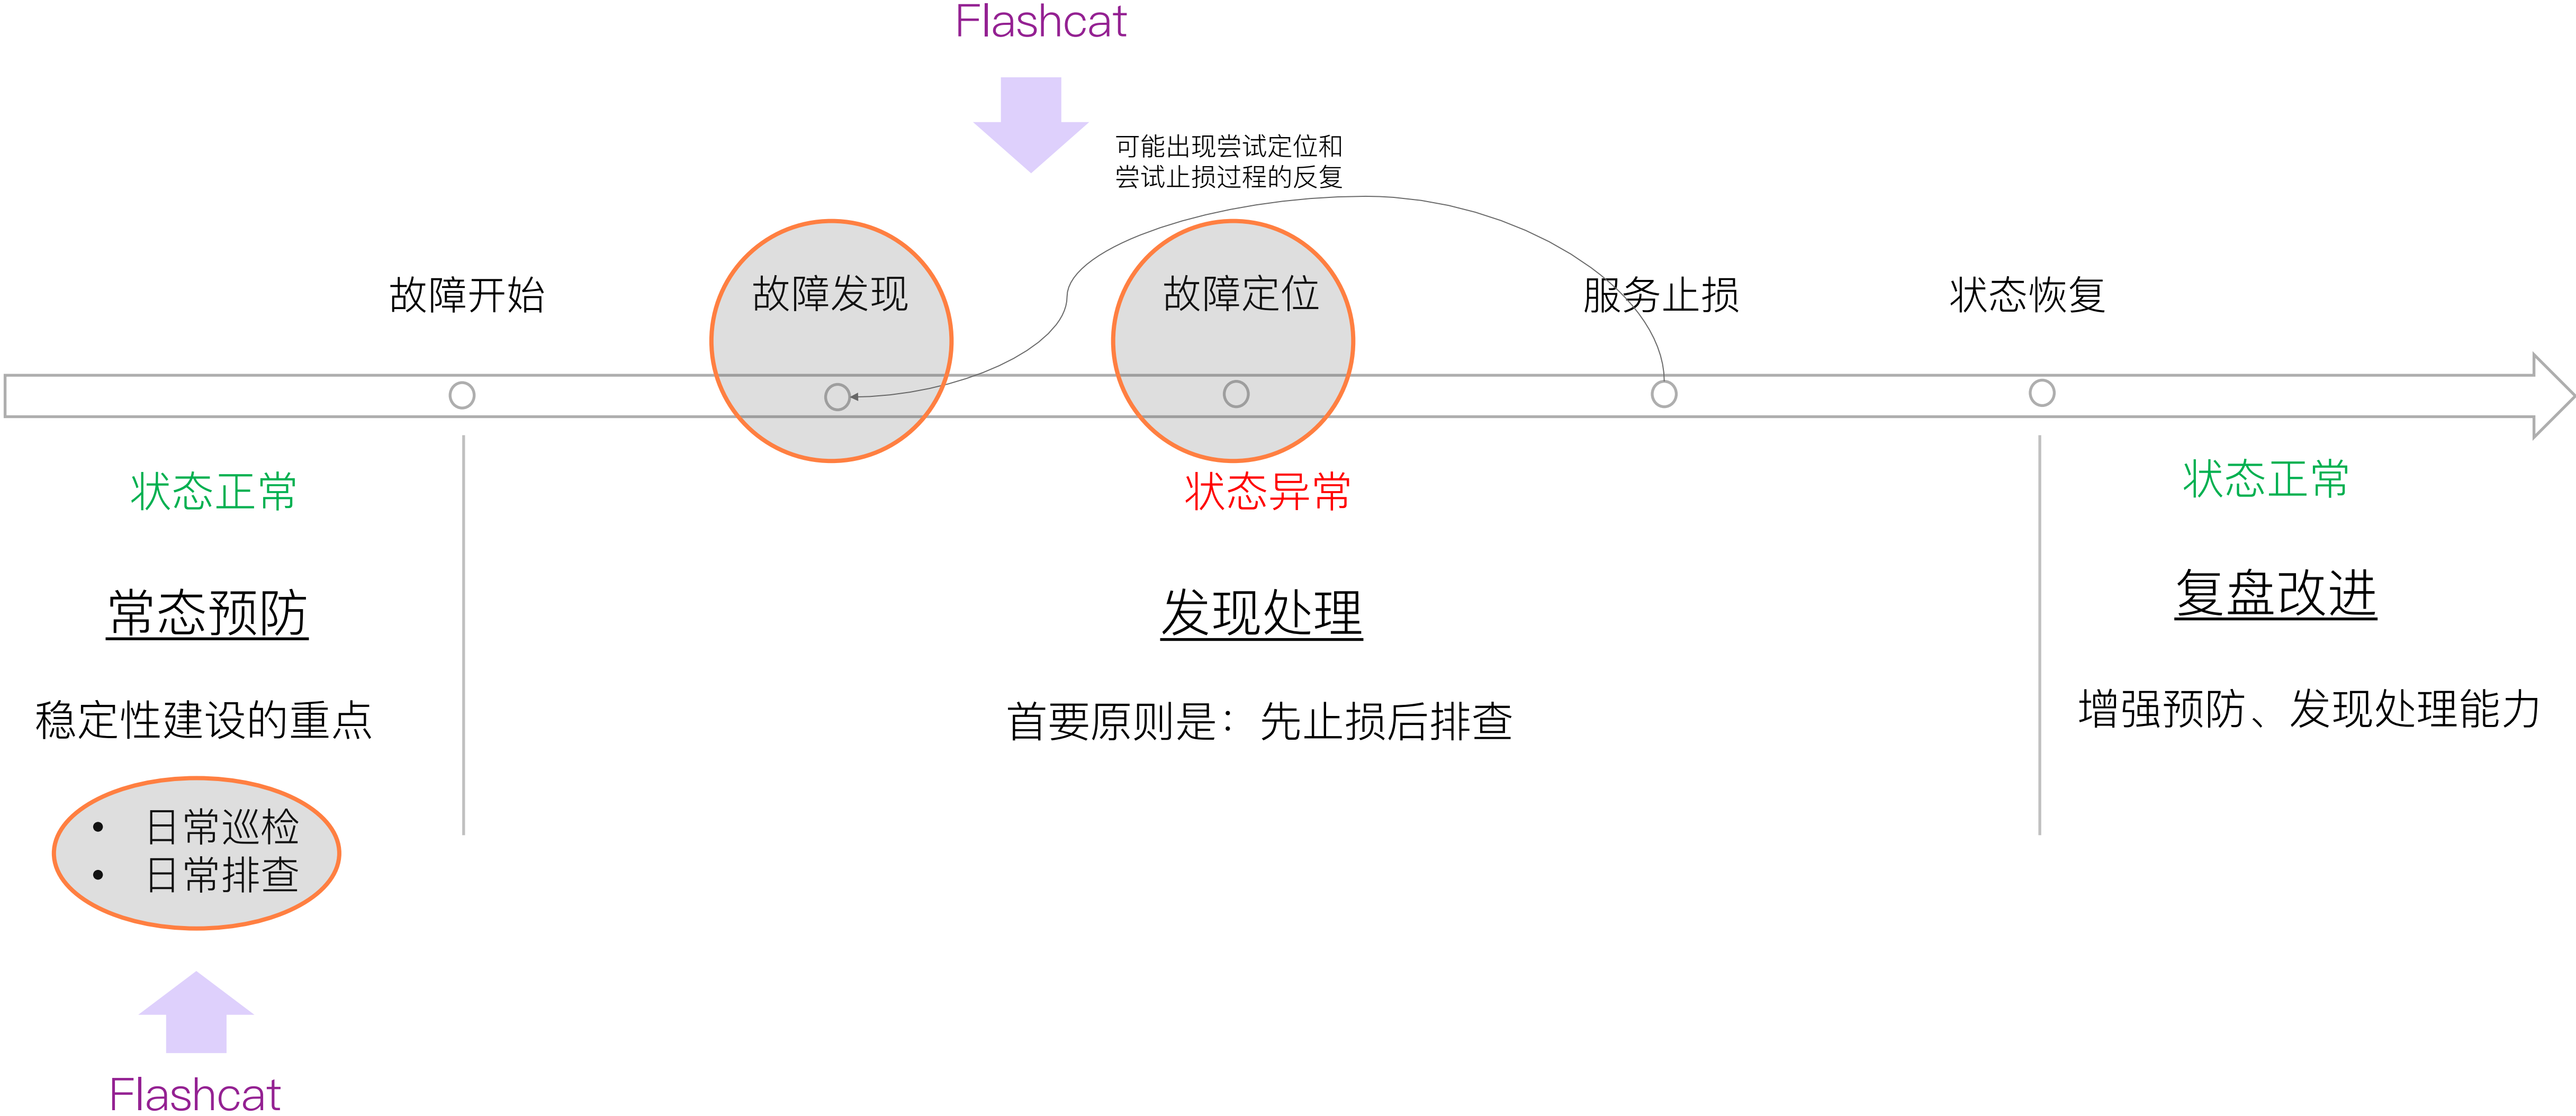 Flashcat
可能出现尝试定位和
尝试止损过程的反复
故障开始
故障发现
故障定位
服务止损
状态恢复
状态正常
状态异常
状态正常
常态预防
发现处理
复盘改进
稳定性建设的重点
首要原则是：先止损后排查
增强预防、发现处理能力
• 日常巡检
• 日常排查
Flashcat